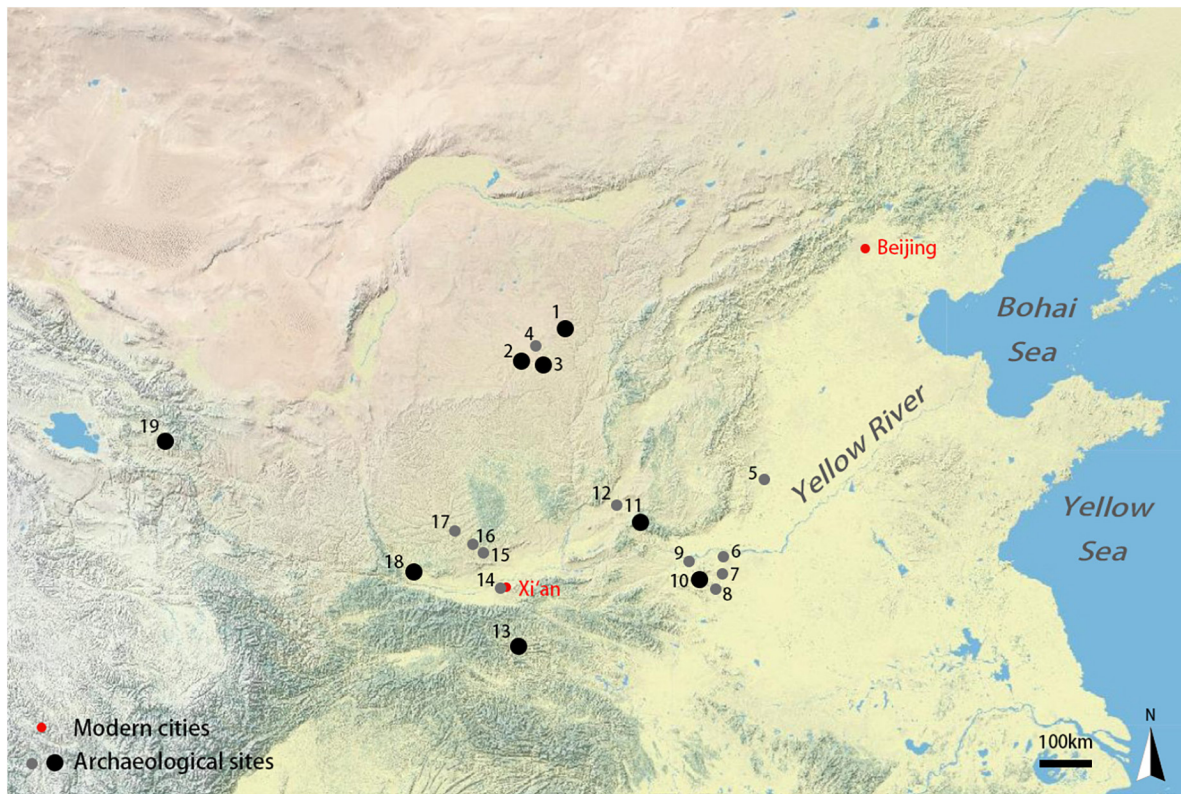 Beijing
Bohai
Sea
1
4
2
3
19
Yellow River
5
12
11
Yellow
Sea
17
16
15
9
6
18
10
7
14
Xi'an
8
13
N
Modern cities
100km
Archaeological sites